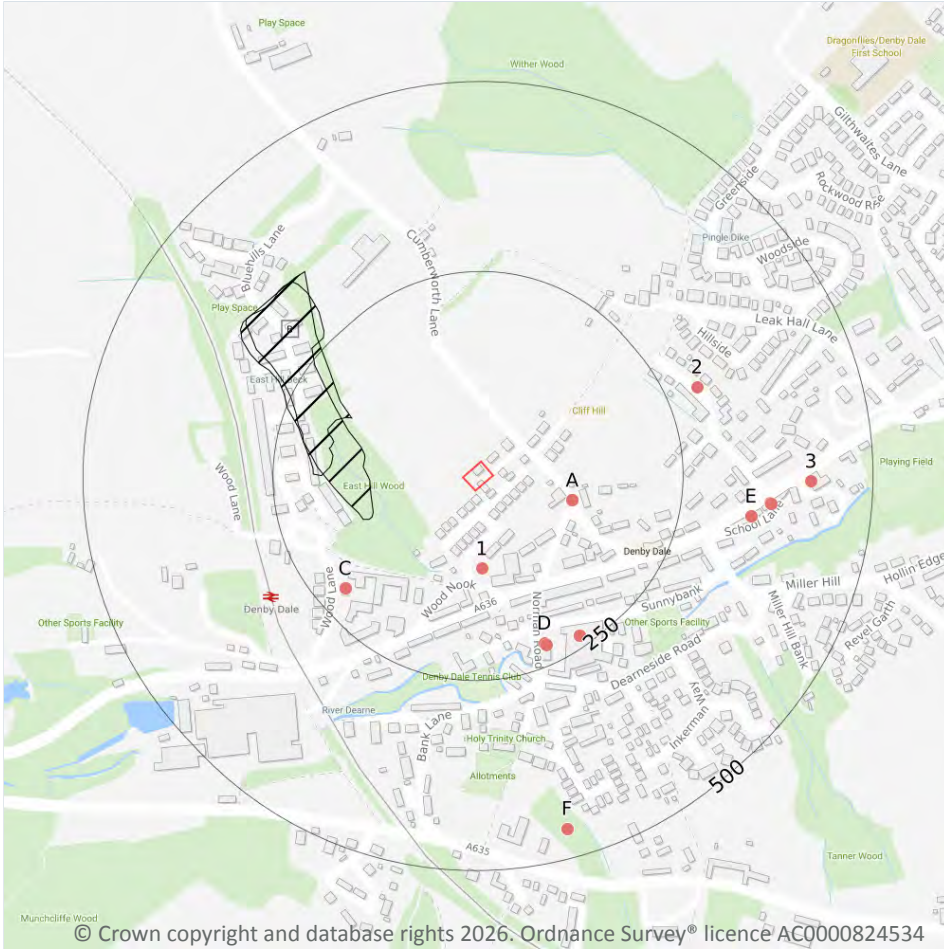 Play Space
Wither Wood
Dragonflies/Denby Dale
First School
Gilthwaites Lane
Greenside
Rockwood Rise
Pingle Dike
Woodside
Bluehills Lane
Cumberworth Lane
Play Space
B
Leak Hall Lane
Hillside
2
East Hill Beck
Cliff Hill
Wood Lane
East Hill Wood
A
3
Playing Field
E
School Lane
Denby Dale
1
C
Wood Nook
A636
Wood Lane
Denby Dale
Norman Road
Sunnybank
Miller Hill
Hollin Edge
Other Sports Facility
D
250
Other Sports Facility
Miller Hill Bank
Revel Garth
Dearneside Road
Denby Dale Tennis Club
River Dearne
Bank Lane
Inkerman Way
Holy Trinity Church
Allotments
500
F
A635
Tanner Wood
Munchcliffe Wood
© Crown copyright and database rights 2026. Ordnance Survey® licence AC0000824534